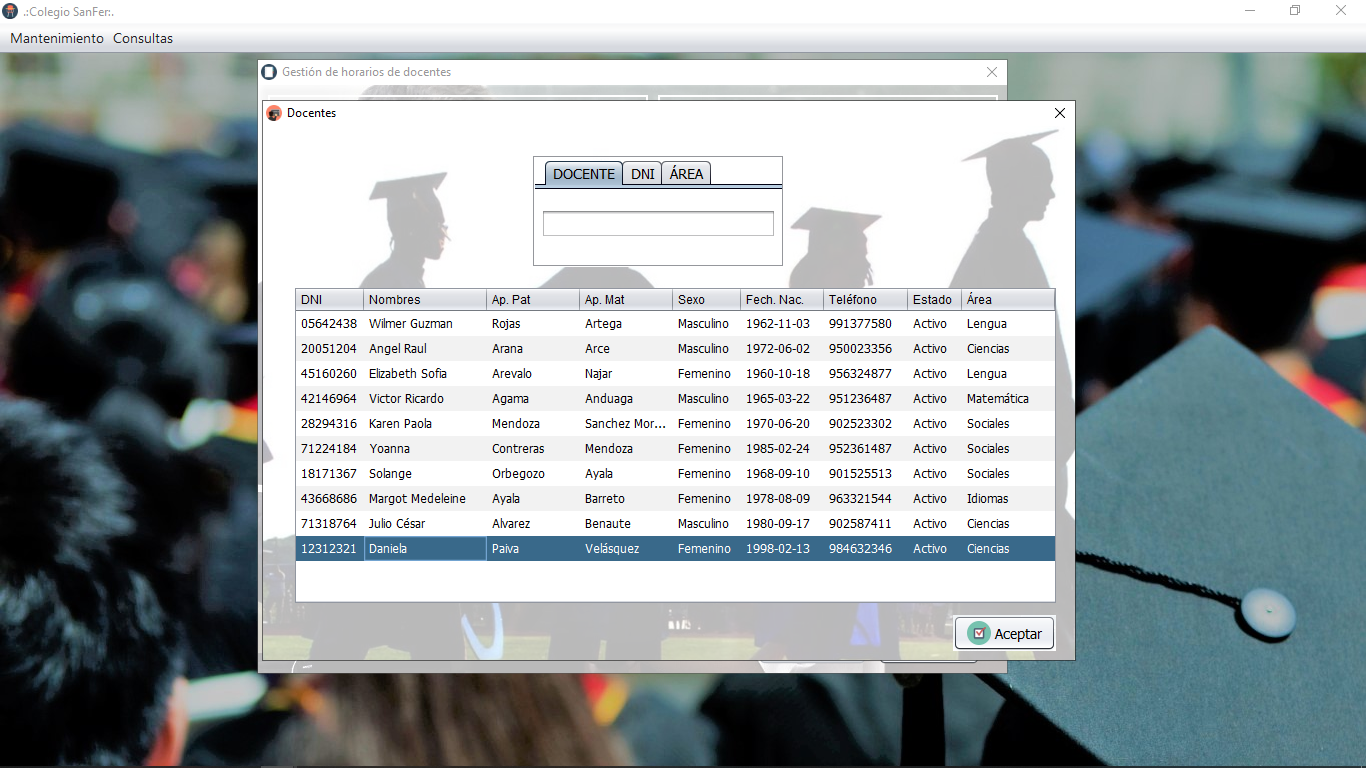 .:Colegio SanFer:.
Mantenimiento Consultas
Gestión de horarios de docentes
Docentes
DOCENTE DNI ÁREA
DNI Nombres Ap. Pat Ap. Mat Sexo Fech. Nac. Teléfono Estado Área
05642438 Wilmer Guzman Rojas Artega Masculino 1962-11-03 991377580 Activo Lengua
20051204 Angel Raul Arana Arce Masculino 1972-06-02 950023356 Activo Ciencias
45160260 Elizabeth Sofia Arevalo Najar Femenino 1960-10-18 956324877 Activo Lengua
42146964 Victor Ricardo Agama Anduaga Masculino 1965-03-22 951236487 Activo Matemática
28294316 Karen Paola Mendoza Sanchez Mor... Femenino 1970-06-20 902523302 Activo Sociales
71224184 Yoanna Contreras Mendoza Femenino 1985-02-24 952361487 Activo Sociales
18171367 Solange Orbegozo Ayala Femenino 1968-09-10 901525513 Activo Sociales
43668686 Margot Medeleine Ayala Barreto Femenino 1978-08-09 963321544 Activo Idiomas
71318764 Julio César Alvarez Benaute Masculino 1980-09-17 902587411 Activo Ciencias
12312321 Daniela Paiva Velásquez Femenino 1998-02-13 984632346 Activo Ciencias
Aceptar